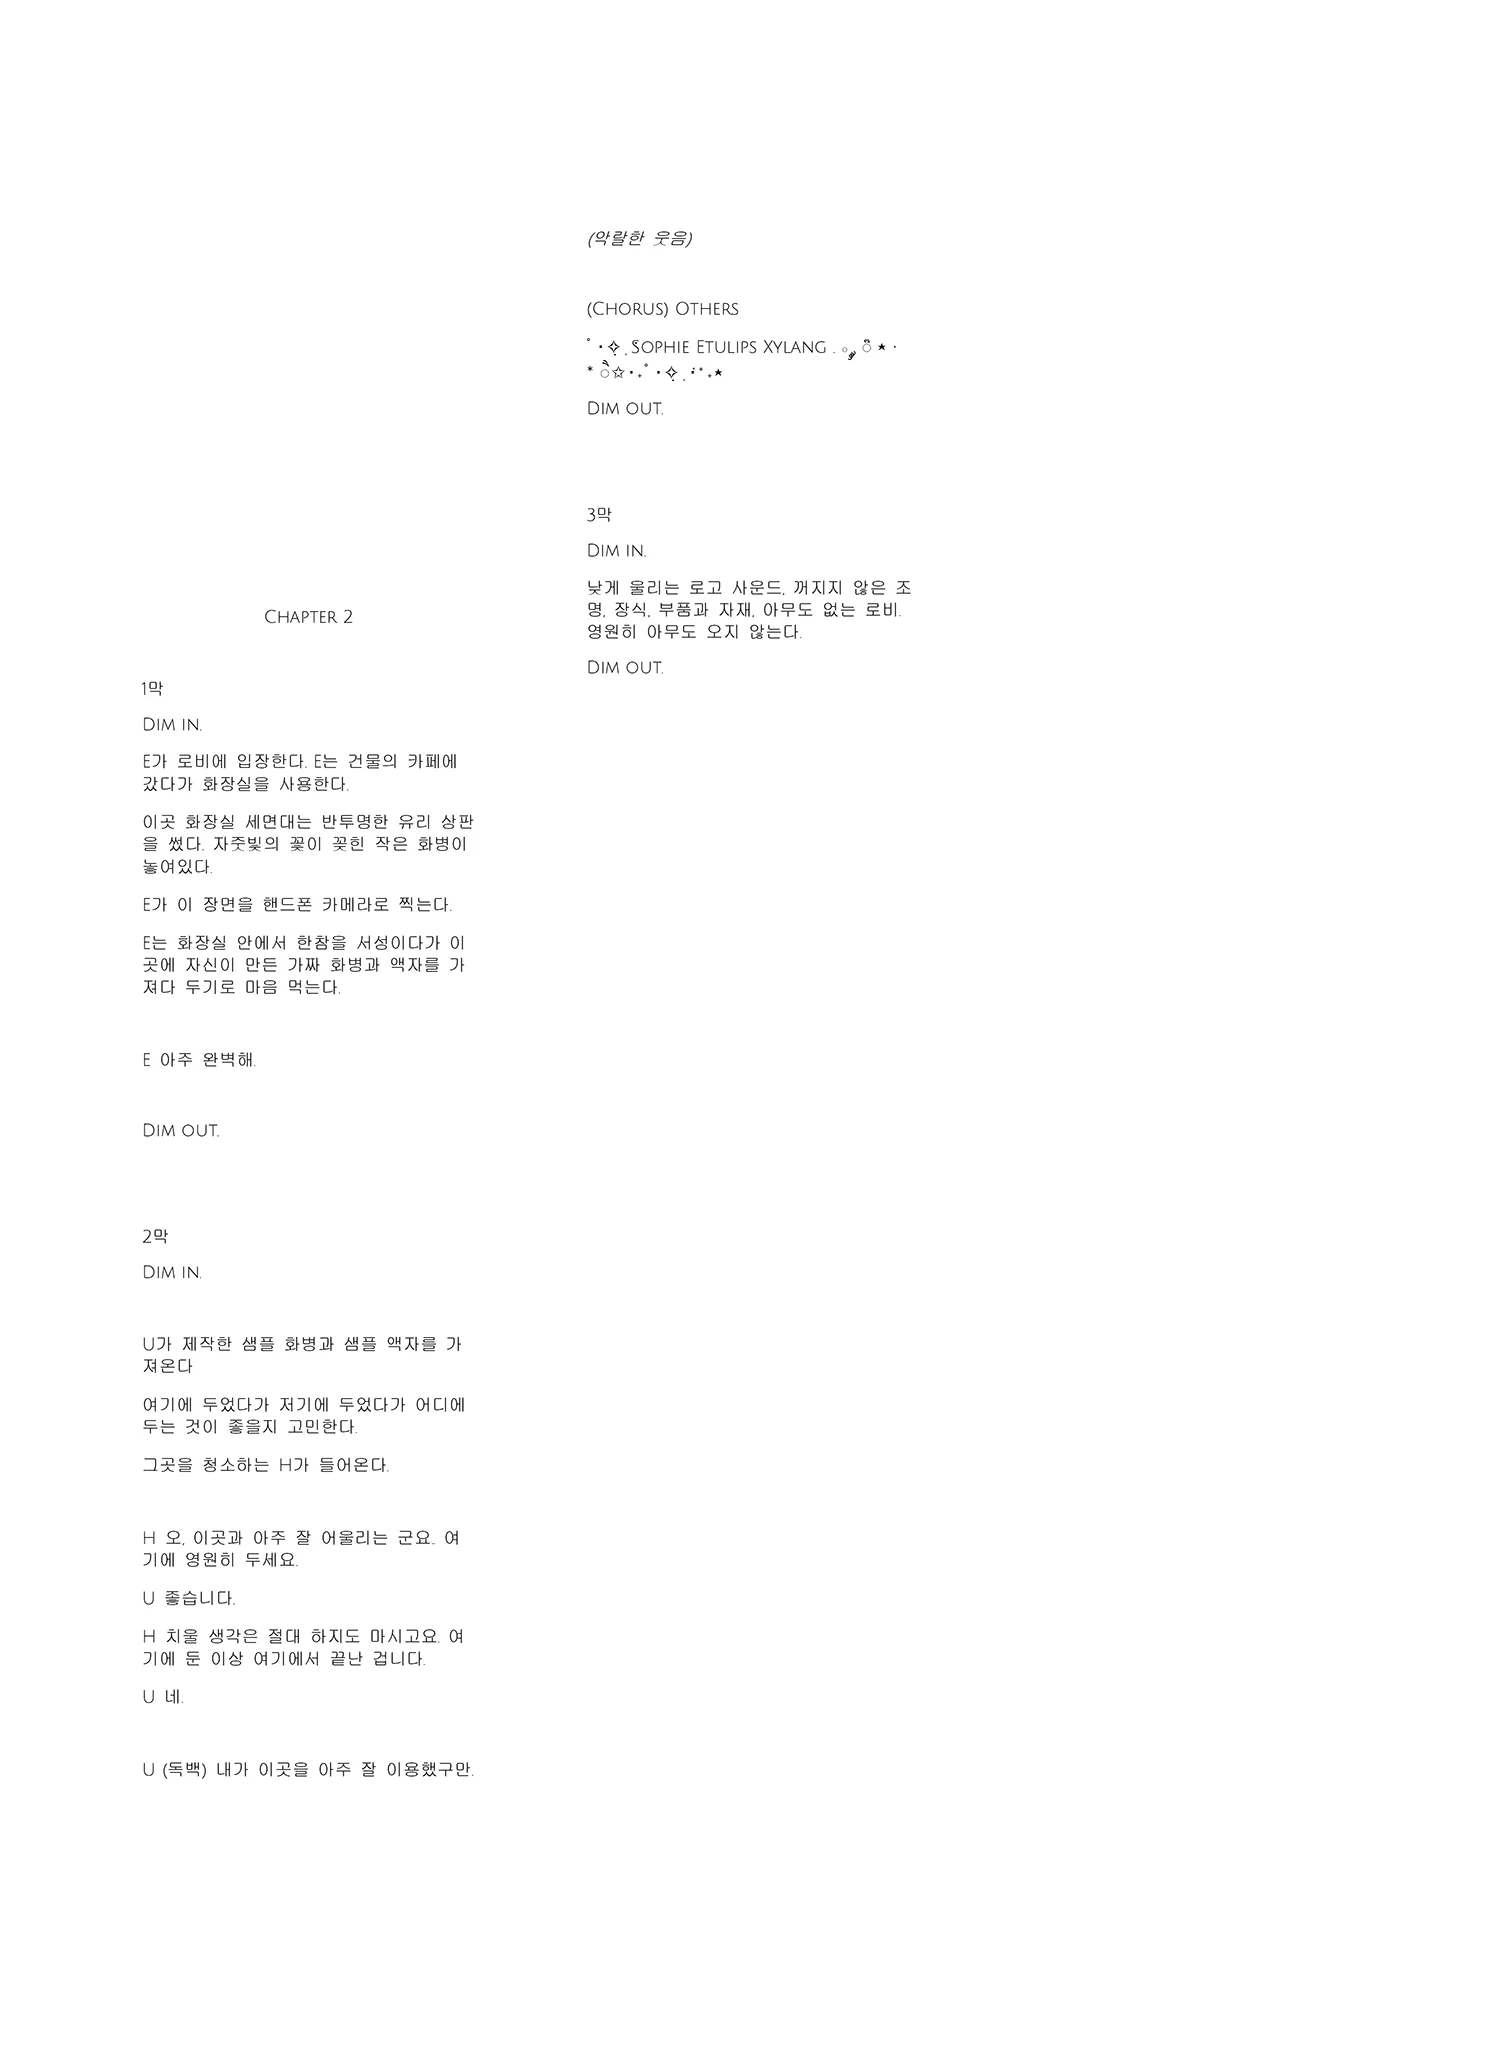 Chapter 2
1막
Dim in.
E가 로비에 입장한다. E는 건물의 카페에
갔다가 화장실을 사용한다.
이곳 화장실 세면대는 반투명한 유리 상판
을 썼다. 자줏빛의 꽃이 꽂힌 작은 화병이
놓여있다.
E가 이 장면을 핸드폰 카메라로 찍는다.
E는 화장실 안에서 한참을 서성이다가 이
곳에 자신이 만든 가짜 화병과 액자를 가
져다 두기로 마음 먹는다.
E 아주 완벽해.
Dim out.
2막
Dim in.
U가 제작한 샘플 화병과 샘플 액자를 가
져온다
여기에 두었다가 저기에 두었다가 어디에
두는 것이 좋을지 고민한다.
그곳을 청소하는 H가 들어온다.
H 오, 이곳과 아주 잘 어울리는 군요.. 여
기에 영원히 두세요.
U 좋습니다.
H 치울 생각은 절대 하지도 마시고요. 여
기에 둔 이상 여기에서 끝난 겁니다.
U 네.
U (독백) 내가 이곳을 아주 잘 이용했구만.
(악랄한 웃음)
(Chorus) Others
Sophie Etulips Xylang
Dim out.
3막
Dim in.
낮게 울리는 로고 사운드, 꺼지지 않은 조
명, 장식, 부품과 자재, 아무도 없는 로비.
영원히 아무도 오지 않는다.
Dim out.